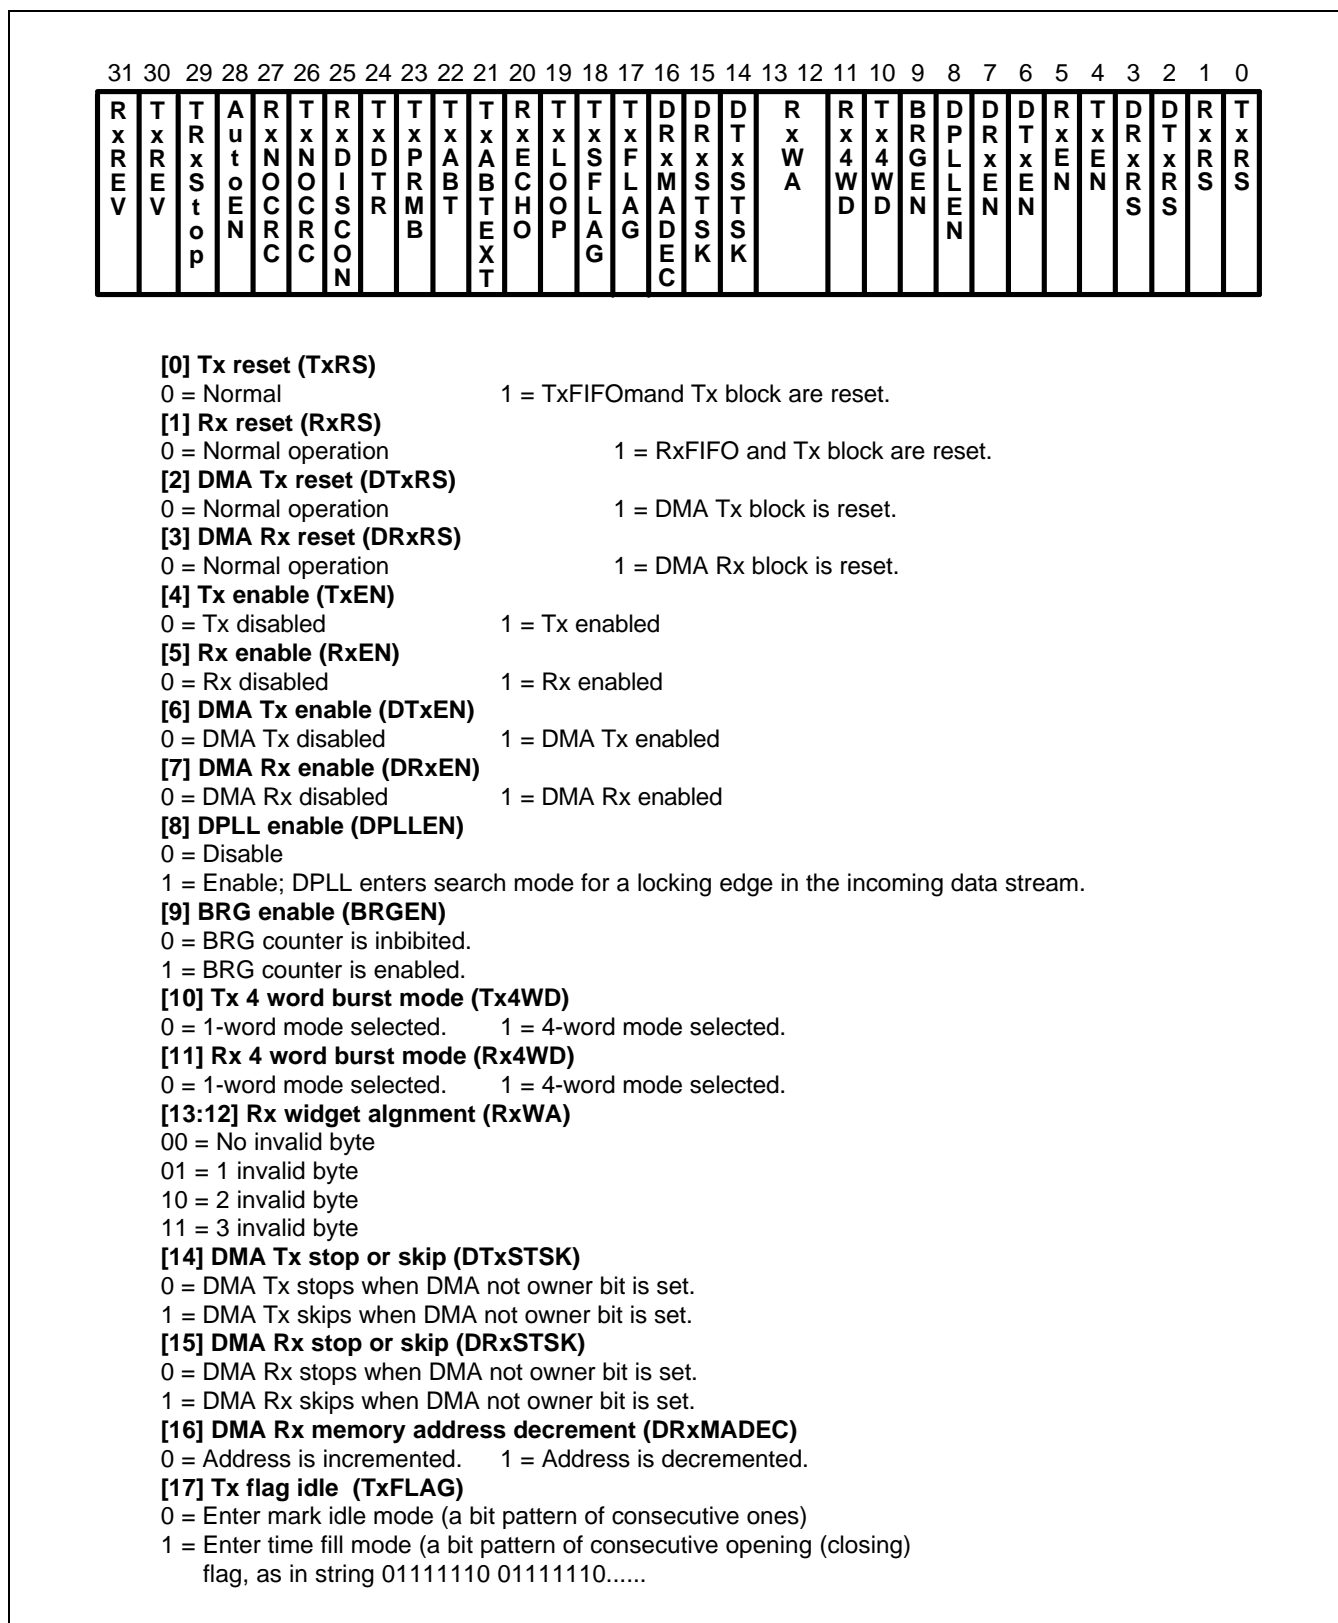 31 30 29 28 27 26 25 24 23 22 21 20 19 18 17 16 15 14 13 12 11 10 9 8 7 6 5 4 3 2 1 0
RxREV TxREV TRxStop AutoEN RxNOCRC TxNOCRC RxDISCON TxDTR TxPRMB TxABT TxABTEXT RxECHO TxLOOP TxSFLAG TxFLAG DRxMADEC DRxSTSK DTxSTSK RxWA Rx4WD Tx4WD BRGEN DPLLEN DRxEN DTxEN RxEN TxEN DRxRS DTxRS RxRS TxRS
[0] Tx reset (TxRS)
0 = Normal 1 = TxFIFOmand Tx block are reset.
[1] Rx reset (RxRS)
0 = Normal operation 1 = RxFIFO and Tx block are reset.
[2] DMA Tx reset (DTxRS)
0 = Normal operation 1 = DMA Tx block is reset.
[3] DMA Rx reset (DRxRS)
0 = Normal operation 1 = DMA Rx block is reset.
[4] Tx enable (TxEN)
0 = Tx disabled 1 = Tx enabled
[5] Rx enable (RxEN)
0 = Rx disabled 1 = Rx enabled
[6] DMA Tx enable (DTxEN)
0 = DMA Tx disabled 1 = DMA Tx enabled
[7] DMA Rx enable (DRxEN)
0 = DMA Rx disabled 1 = DMA Rx enabled
[8] DPLL enable (DPLLEN)
0 = Disable
1 = Enable; DPLL enters search mode for a locking edge in the incoming data stream.
[9] BRG enable (BRGEN)
0 = BRG counter is inbibited.
1 = BRG counter is enabled.
[10] Tx 4 word burst mode (Tx4WD)
0 = 1-word mode selected. 1 = 4-word mode selected.
[11] Rx 4 word burst mode (Rx4WD)
0 = 1-word mode selected. 1 = 4-word mode selected.
[13:12] Rx widget algnment (RxWA)
00 = No invalid byte
01 = 1 invalid byte
10 = 2 invalid byte
11 = 3 invalid byte
[14] DMA Tx stop or skip (DTxSTSK)
0 = DMA Tx stops when DMA not owner bit is set.
1 = DMA Tx skips when DMA not owner bit is set.
[15] DMA Rx stop or skip (DRxSTSK)
0 = DMA Rx stops when DMA not owner bit is set.
1 = DMA Rx skips when DMA not owner bit is set.
[16] DMA Rx memory address decrement (DRxMADEC)
0 = Address is incremented. 1 = Address is decremented.
[17] Tx flag idle (TxFLAG)
0 = Enter mark idle mode (a bit pattern of consecutive ones)
1 = Enter time fill mode (a bit pattern of consecutive opening (closing)
flag, as in string 01111110 01111110......